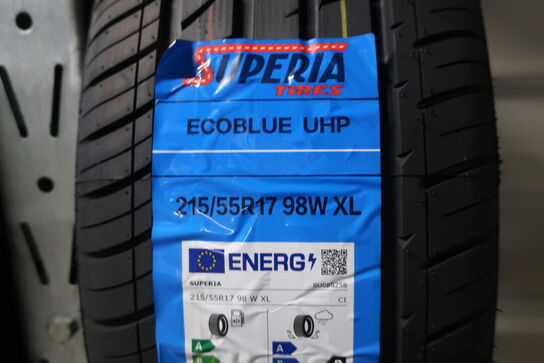 SUPERIA
TIRES
ECOBLUE UHP
215/55R17 98W XL
ENERG
SUPERIA
215/55R17 98 W XL C1
A A
B